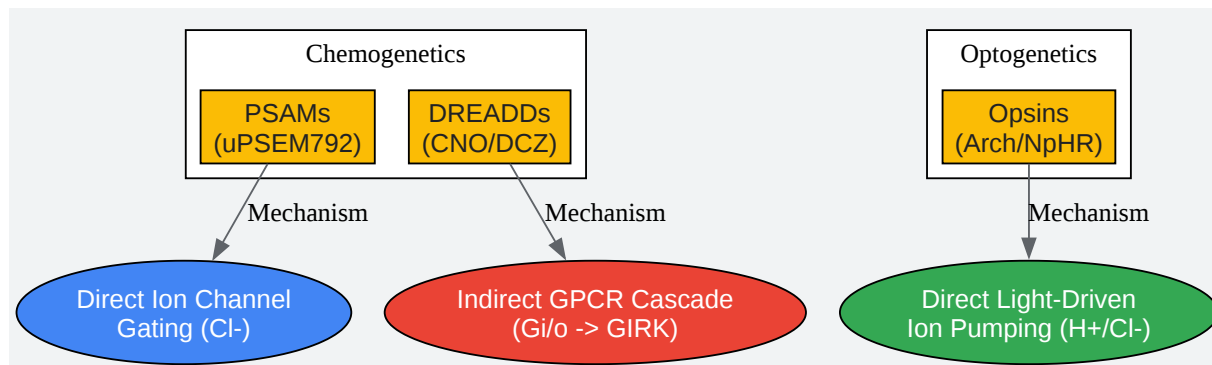 Chemogenetics
Optogenetics
PSAMs
(uPSEM792)
DREADDs
(CNO/DCZ)
Opsins
(Arch/NpHR)
Mechanism
Mechanism
Mechanism
Direct Ion Channel
Gating (Cl-)
Indirect GPCR Cascade
(Gi/o -> GIRK)
Direct Light-Driven
Ion Pumping (H+/Cl-)